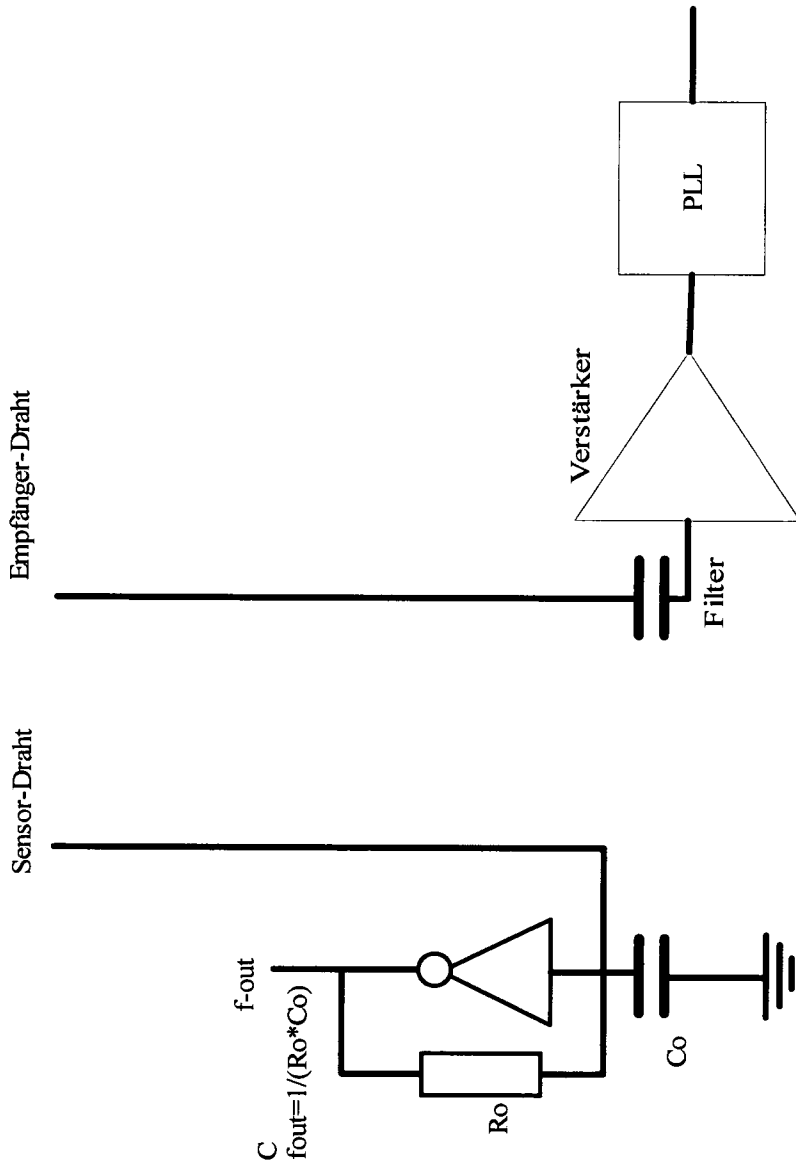 C
fout=1/(Ro*Co)
f-out
Sensor-Draht
Empfänger-Draht
Ro
Co
Filter
Verstärker
PLL